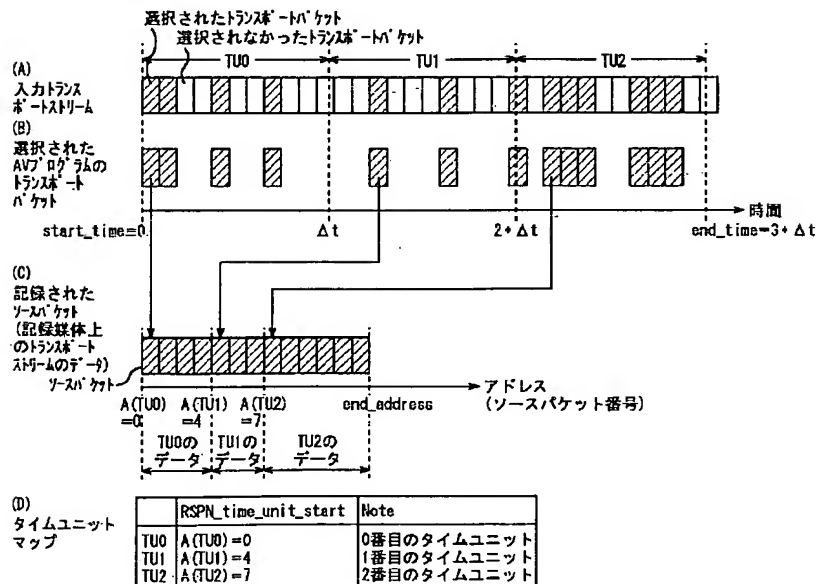 選択されたトランスポートパケット
選択されなかったトランスポートパケット
TU0 TU1 TU2
(A)
入力トランス
ポートストリーム
(B)
選択された
AVプログラムの
トランスポート
パケット
時間
start_time=0 Δt 2*Δt end_time=3*Δt
(C)
記録された
ソースパケット
(記録媒体上
のトランスポート
ストリームのデータ)
ソースパケット
アドレス
(ソースパケット番号)
A(TU0) A(TU1) A(TU2) end_address
=0 =4 =7
TU0の TU1の TU2の
データ データ データ
(D)
タイムユニット
マップ
RSPN_time_unit_start Note
TU0 A(TU0)=0 0番目のタイムユニット
TU1 A(TU1)=4 1番目のタイムユニット
TU2 A(TU2)=7 2番目のタイムユニット